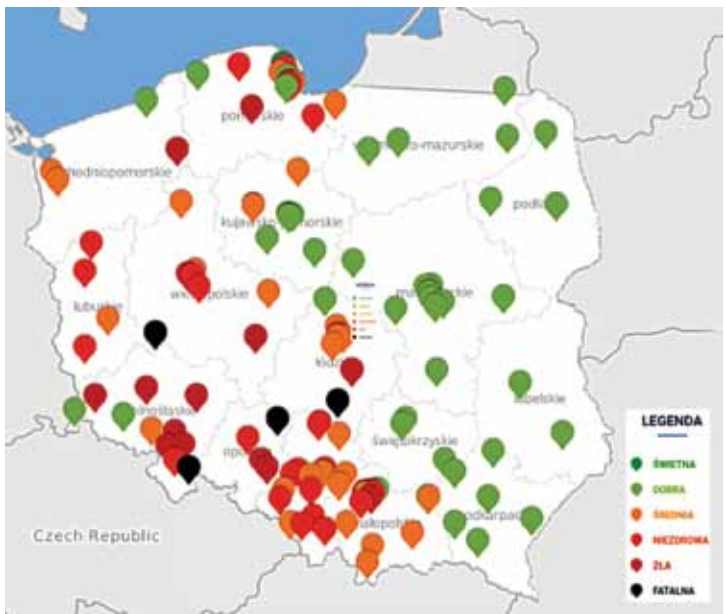 pomorskie
warmińsko-mazurskie
zachodniopomorskie
podlaskie
kujawsko-pomorskie
mazowieckie
wielkopolskie
lubuskie
łódzkie
lubelskie
dolnośląskie
LEGENDA
świętokrzyskie
ŚWIETNA
DOBRA
ŚREDNIA
Czech Republic
małopolskie
podkarpackie
NIEZDROWA
ZŁA
FATALNA